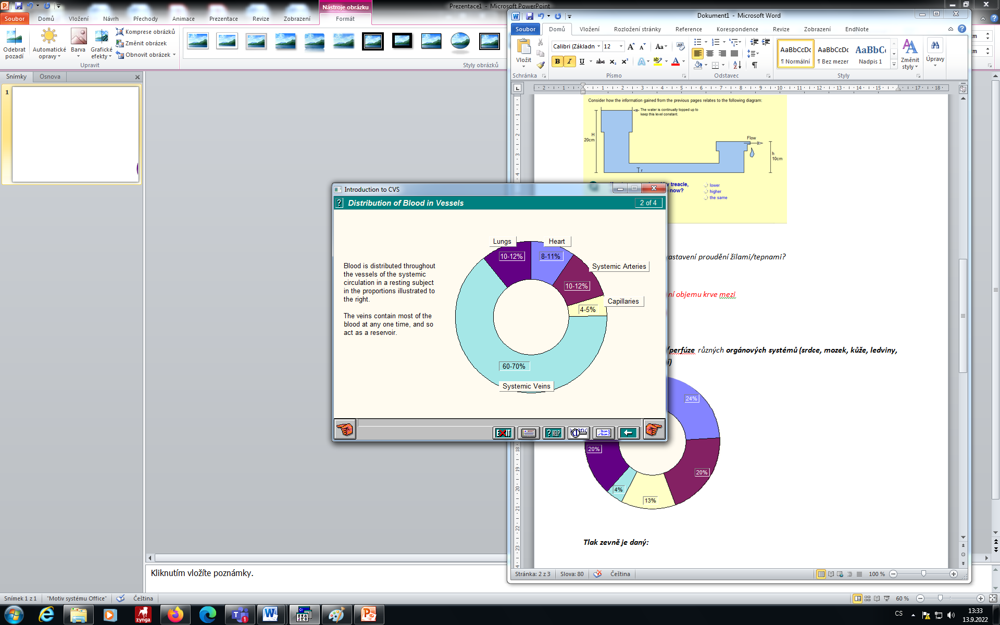 Nástroje obrázku
Prezentace1 - Microsoft PowerPoint
Soubor Domů Vložení Návrh Přechody Animace Prezentace Revize Zobrazení Formát
Odebrat pozadí
Automatické opravy
Barva
Grafické efekty
Komprese obrázků
Změnit obrázek
Obnovit obrázek
Upravit
Styly obrázků
Snímky Osnova
1
Dokument1 - Microsoft Word
Soubor Domů Vložení Rozložení stránky Reference Korespondence Revize Zobrazení EndNote
Vložit
Calibri (Základn 12
AaBbCcDc AaBbCcDc AaBbCc
¶ Normální ¶ Bez mezer Nadpis 1
Změnit styly
Úpravy
Schránka Písmo Odstavec Styly
Consider how the information gained from the previous pages relates to the following diagram:
The water is continually topped up to
keep this level constant.
H
20cm
Flow
h
10cm
r
y treacle,
now?
lower
higher
the same
astavení proudění žilami/tepnami?
ní objemu krve mezi
perfúze různých orgánových systémů (srdce, mozek, kůže, ledviny,
í)
24%
20%
20%
4%
13%
Tlak zevně je daný:
Stránka: 2 z 3 Slova: 80 Čeština 100 %
Introduction to CVS
? Distribution of Blood in Vessels 2 of 4
Blood is distributed throughout
the vessels of the systemic
circulation in a resting subject
in the proportions illustrated to
the right.
The veins contain most of the
blood at any one time, and so
act as a reservoir.
Lungs
10-12%
Heart
8-11%
Systemic Arteries
10-12%
Capillaries
4-5%
60-70%
Systemic Veins
EXIT ? HELP
Kliknutím vložíte poznámky.
Snímek 1 z 1 "Motiv systému Office" Čeština 60 %
zynga
CS
13:33
13.9.2022